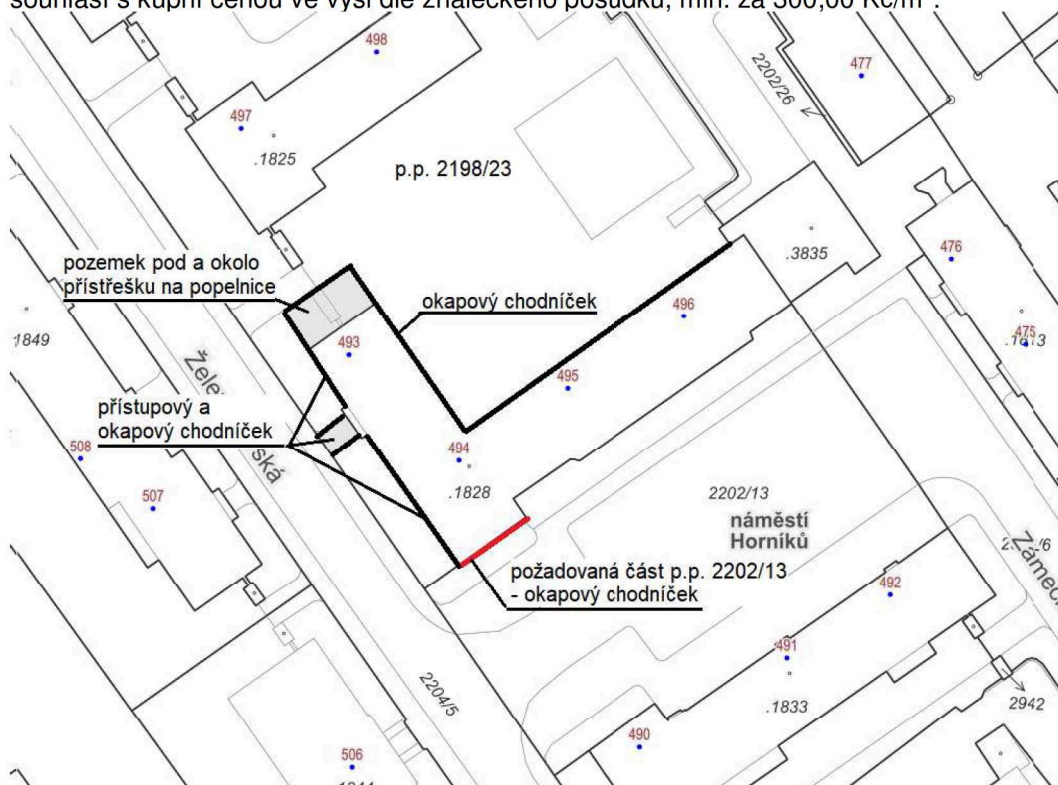 souhlasí s kupní cenou ve výši dle znaleckého posudku, min. za 300,00 Kč/m².
498
477
2202/26
497
.1825
p.p. 2198/23
pozemek pod a okolo
přístřešku na popelnice
okapový chodníček
.3835
476
496
1849
493
475
495
přístupový a
okapový chodníček
508
494
507
.1828
2202/13
náměstí
Horníků
požadovaná část p.p. 2202/13
- okapový chodníček
492
491
.1833
2204/5
490
2942
506